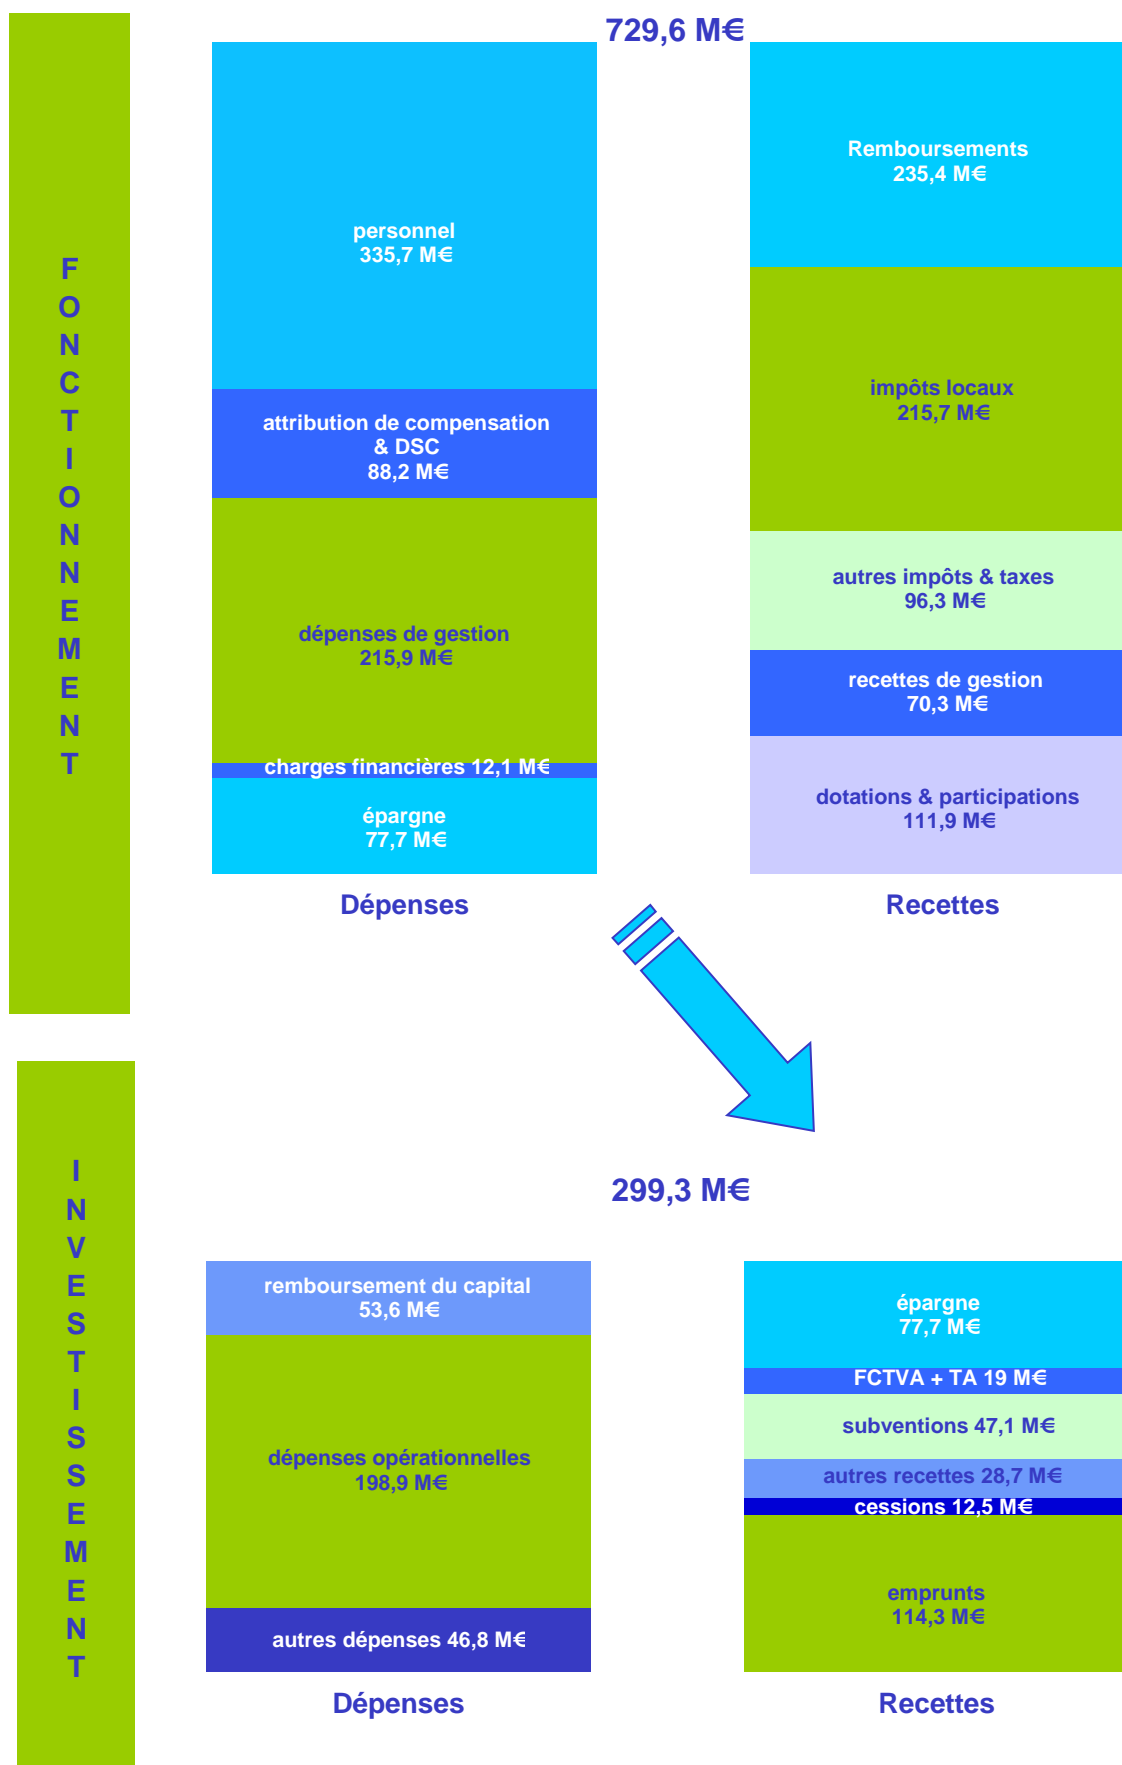 729,6 M€
FONCTIONNEMENT
personnel
335,7 M€
attribution de compensation
& DSC
88,2 M€
dépenses de gestion
215,9 M€
charges financières 12,1 M€
épargne
77,7 M€
Dépenses
Remboursements
235,4 M€
impôts locaux
215,7 M€
autres impôts & taxes
96,3 M€
recettes de gestion
70,3 M€
dotations & participations
111,9 M€
Recettes
INVESTISSEMENT
299,3 M€
remboursement du capital
53,6 M€
dépenses opérationnelles
198,9 M€
autres dépenses 46,8 M€
Dépenses
épargne
77,7 M€
FCTVA + TA 19 M€
subventions 47,1 M€
autres recettes 28,7 M€
cessions 12,5 M€
emprunts
114,3 M€
Recettes